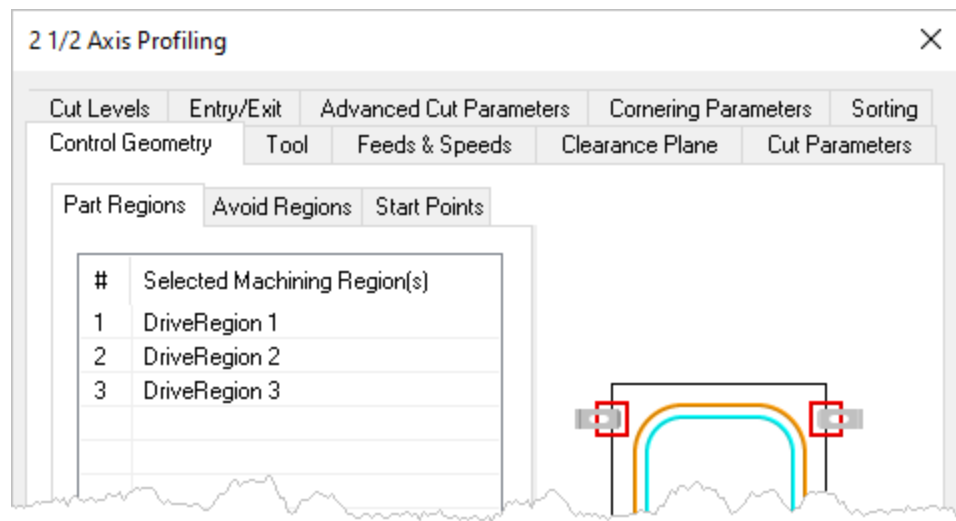 2 1/2 Axis Profiling
Cut Levels Entry/Exit Advanced Cut Parameters Cornering Parameters Sorting
Control Geometry Tool Feeds & Speeds Clearance Plane Cut Parameters
Part Regions Avoid Regions Start Points
# Selected Machining Region(s)
1 DriveRegion 1
2 DriveRegion 2
3 DriveRegion 3